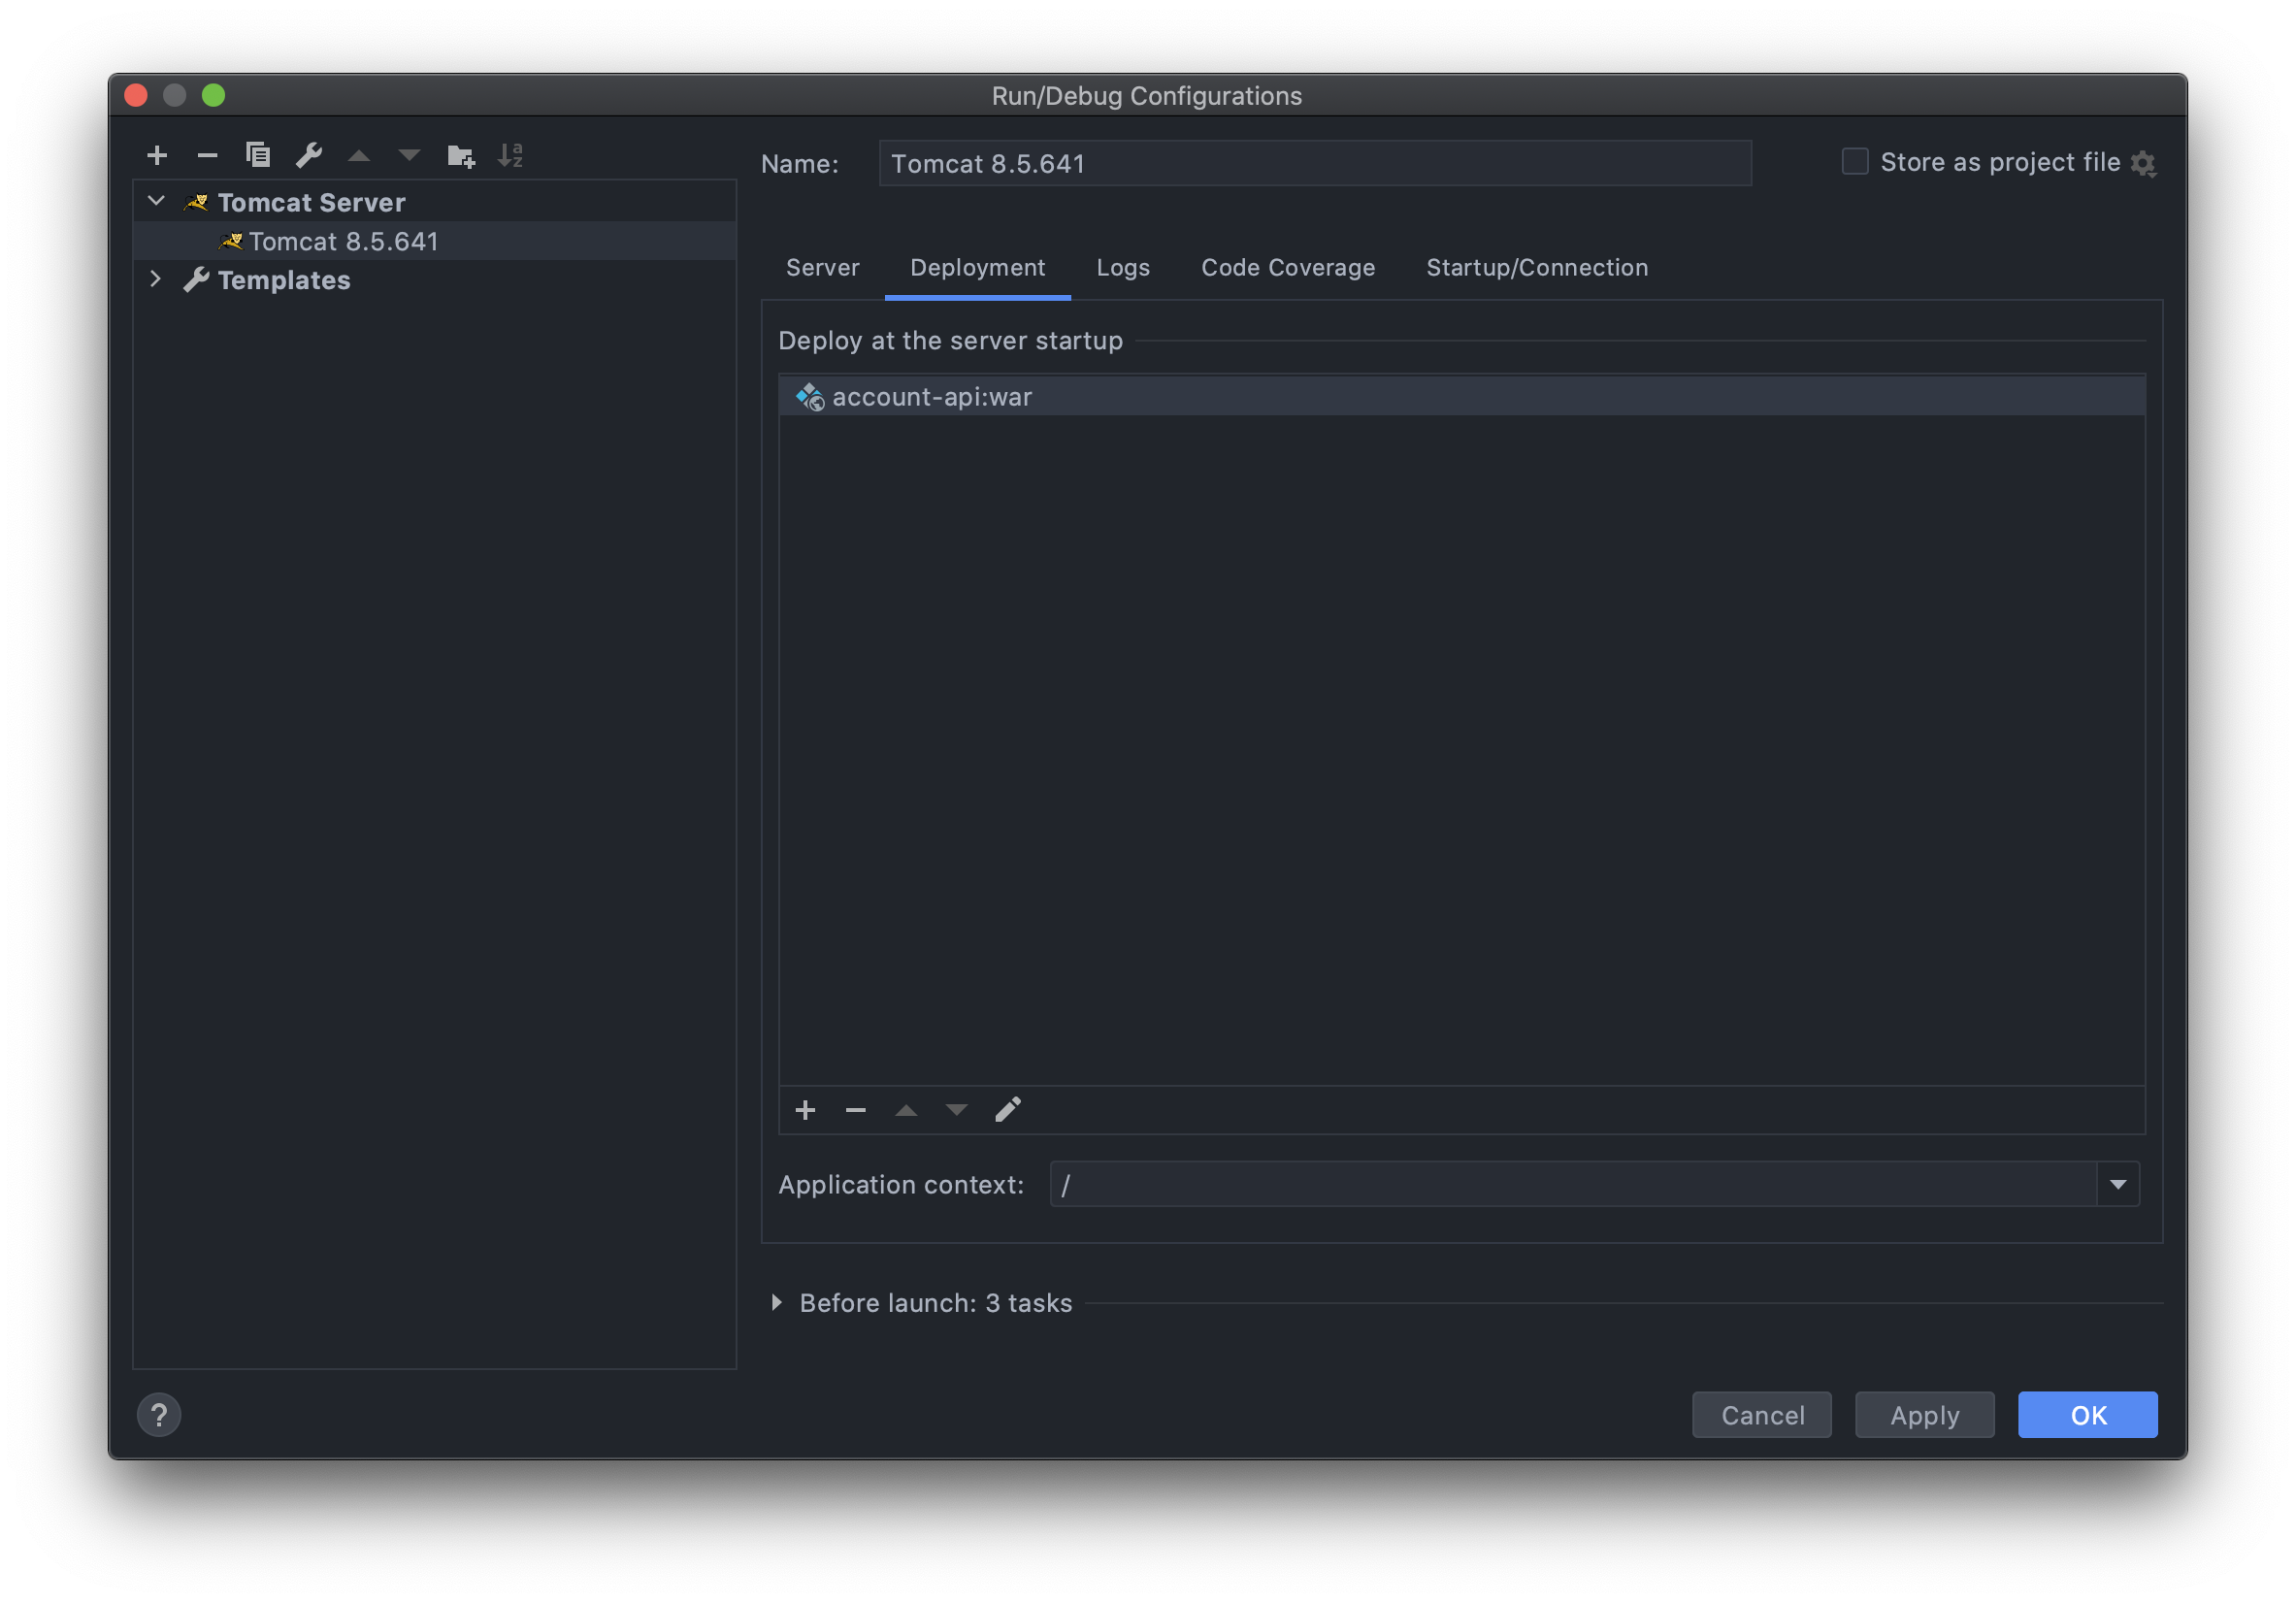 Run/Debug Configurations
Name: Tomcat 8.5.641
Store as project file
Tomcat Server
Tomcat 8.5.641
Templates
Server Deployment Logs Code Coverage Startup/Connection
Deploy at the server startup
account-api:war
Application context: /
Before launch: 3 tasks
? Cancel Apply OK